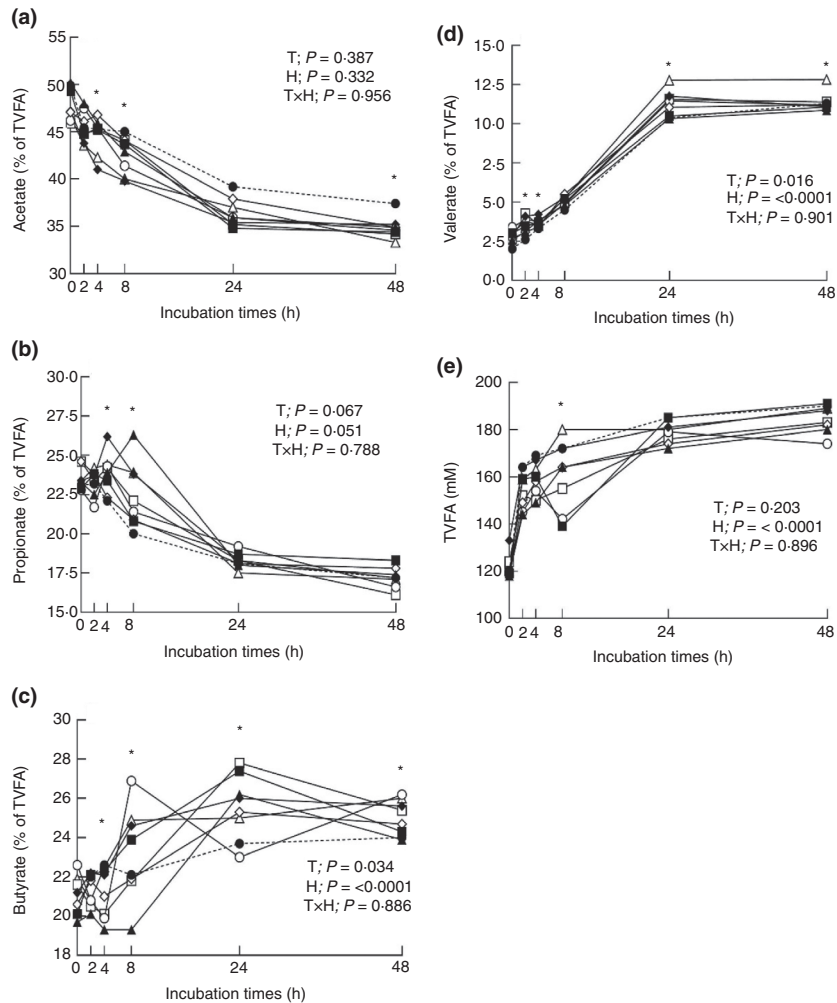 (a)
55
50
45
40
35
30
Acetate (% of TVFA)
T; P = 0·387
H; P = 0·332
T×H; P = 0·956
*
*
*
0 2 4 8 24 48
Incubation times (h)
(b)
30·0
27·5
25·0
22·5
21·0
17·5
15·0
Propionate (% of TVFA)
T; P = 0·067
H; P = 0·051
T×H; P = 0·788
* *
0 2 4 8 24 48
Incubation times (h)
(c)
30
28
26
24
22
20
18
Butyrate (% of TVFA)
*
*
*
*
T; P = 0·034
H; P = <0·0001
T×H; P = 0·886
0 2 4 8 24 48
Incubation times (h)
(d)
15·0
12·5
11·0
2·5
5·0
2·5
0·0
Valerate (% of TVFA)
* *
* *
T; P = 0·016
H; P = <0·0001
T×H; P = 0·901
0 2 4 8 24 48
Incubation times (h)
(e)
200
180
160
140
120
100
TVFA (mM)
*
T; P = 0·203
H; P = < 0·0001
T×H; P = 0·896
0 2 4 8 24 48
Incubation times (h)